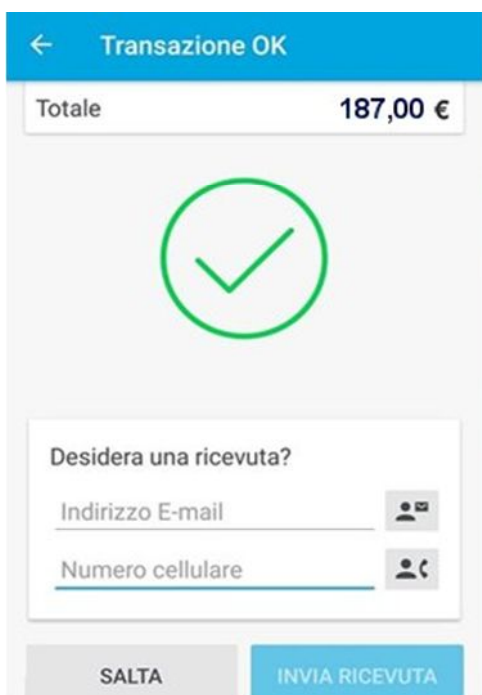 Transazione OK
Totale 187,00 €
Desidera una ricevuta?
Indirizzo E-mail
Numero cellulare
SALTA INVIA RICEVUTA